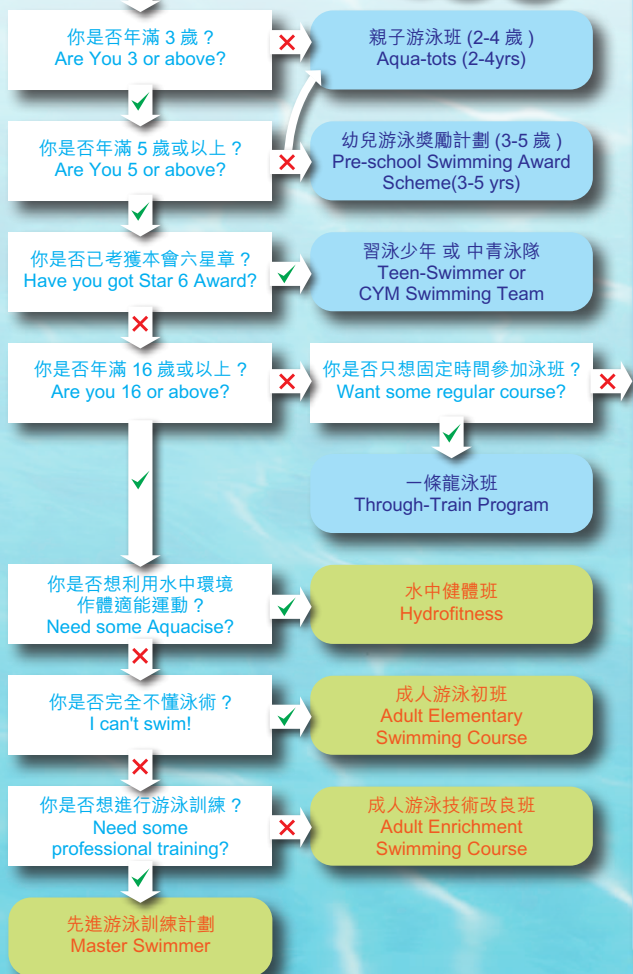 你是否年滿 3 歲？
Are You 3 or above?
親子游泳班 (2-4 歲 )
Aqua-tots (2-4yrs)
你是否年滿 5 歲或以上？
Are You 5 or above?
幼兒游泳獎勵計劃 (3-5 歲 )
Pre-school Swimming Award
Scheme(3-5 yrs)
你是否已考獲本會六星章？
Have you got Star 6 Award?
習泳少年 或 中青泳隊
Teen-Swimmer or
CYM Swimming Team
你是否年滿 16 歲或以上？
Are you 16 or above?
你是否只想固定時間參加泳班？
Want some regular course?
一條龍泳班
Through-Train Program
你是否想利用水中環境
作體適能運動？
Need some Aquacise?
水中健體班
Hydrofitness
你是否完全不懂泳術？
I can't swim!
成人游泳初班
Adult Elementary
Swimming Course
你是否想進行游泳訓練？
Need some
professional training?
成人游泳技術改良班
Adult Enrichment
Swimming Course
先進游泳訓練計劃
Master Swimmer